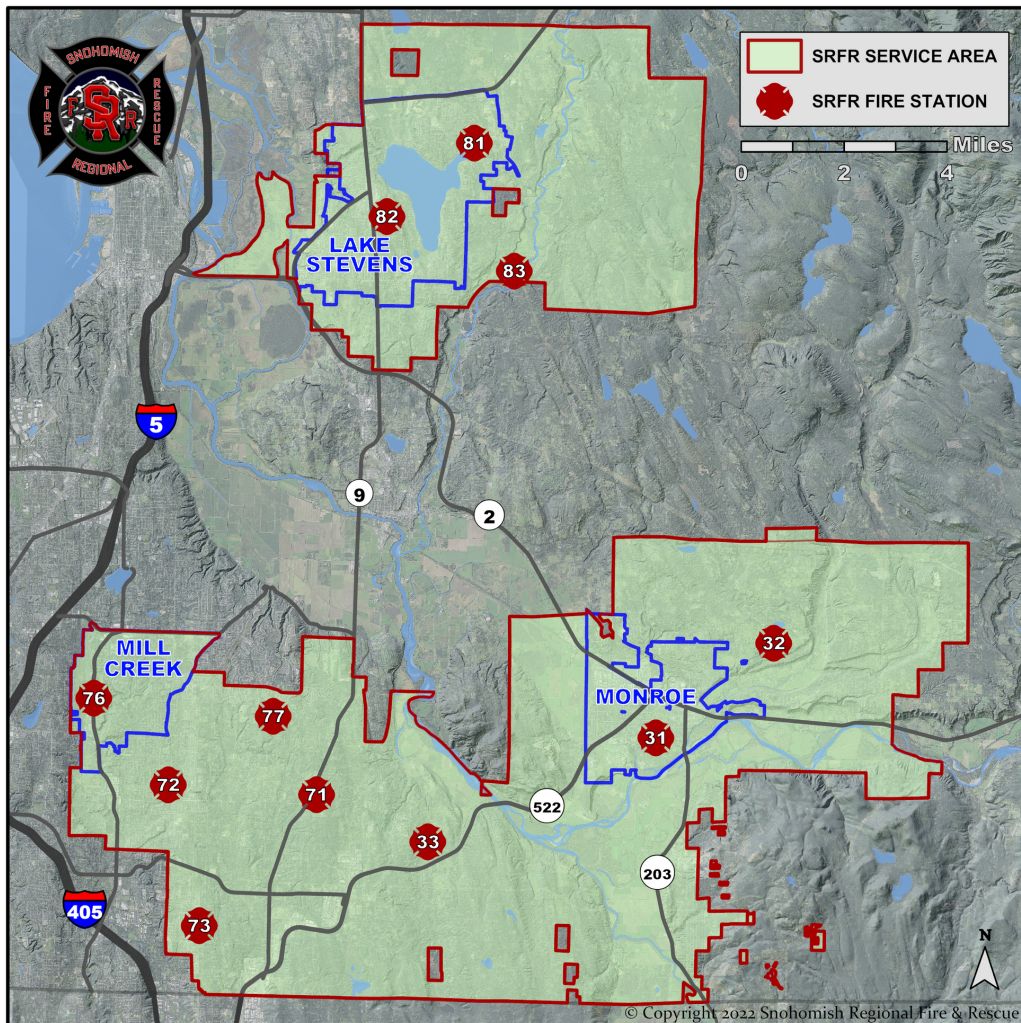 SNOHOMISH
FIRE
RESCUE
SR
F
R
REGIONAL
SRFR SERVICE AREA
SRFR FIRE STATION
Miles
0 2 4
81
82
LAKE
STEVENS
83
5
9
2
MILL
CREEK
76
77
32
MONROE
31
72
71
522
33
203
405
73
N
© Copyright 2022 Snohomish Regional Fire & Rescue